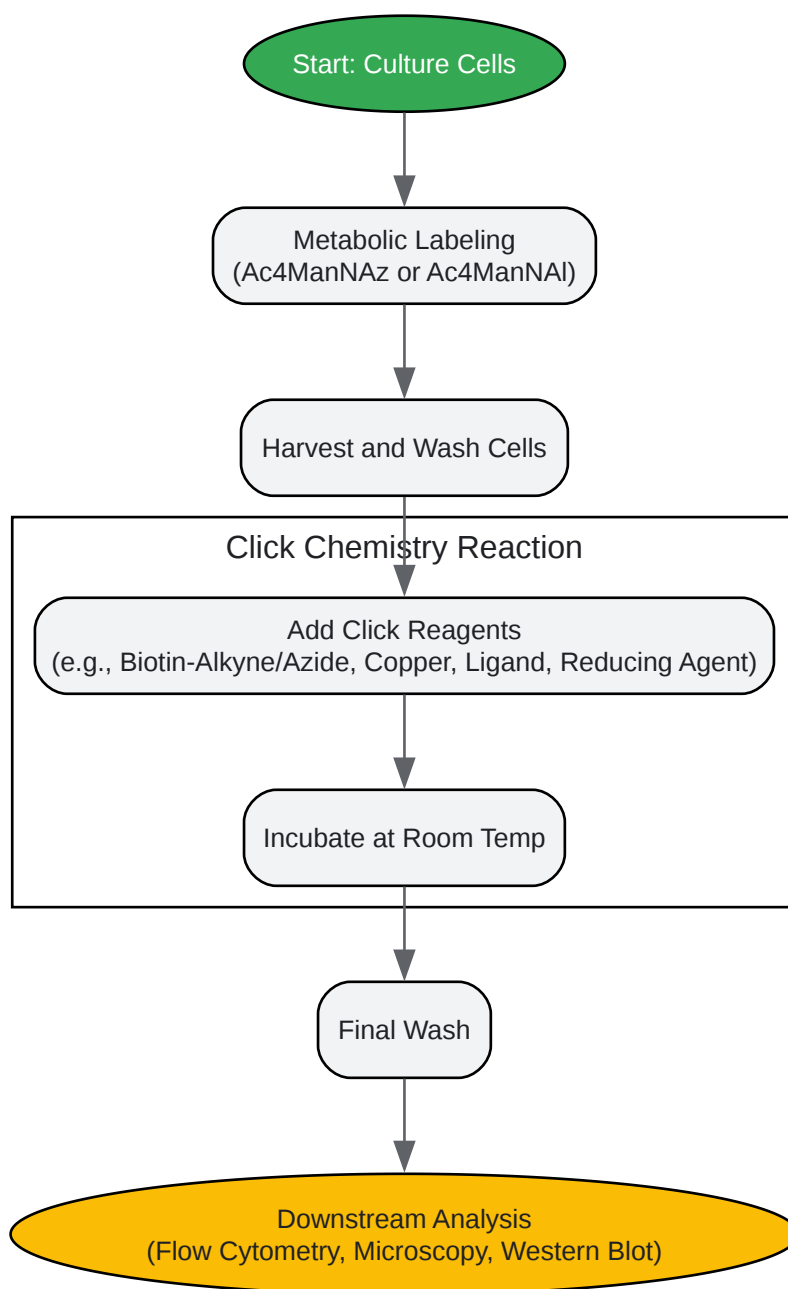 Start: Culture Cells
Metabolic Labeling
(Ac4ManNAz or Ac4ManNAl)
Harvest and Wash Cells
Click Chemistry Reaction
Add Click Reagents
(e.g., Biotin-Alkyne/Azide, Copper, Ligand, Reducing Agent)
Incubate at Room Temp
Final Wash
Downstream Analysis
(Flow Cytometry, Microscopy, Western Blot)